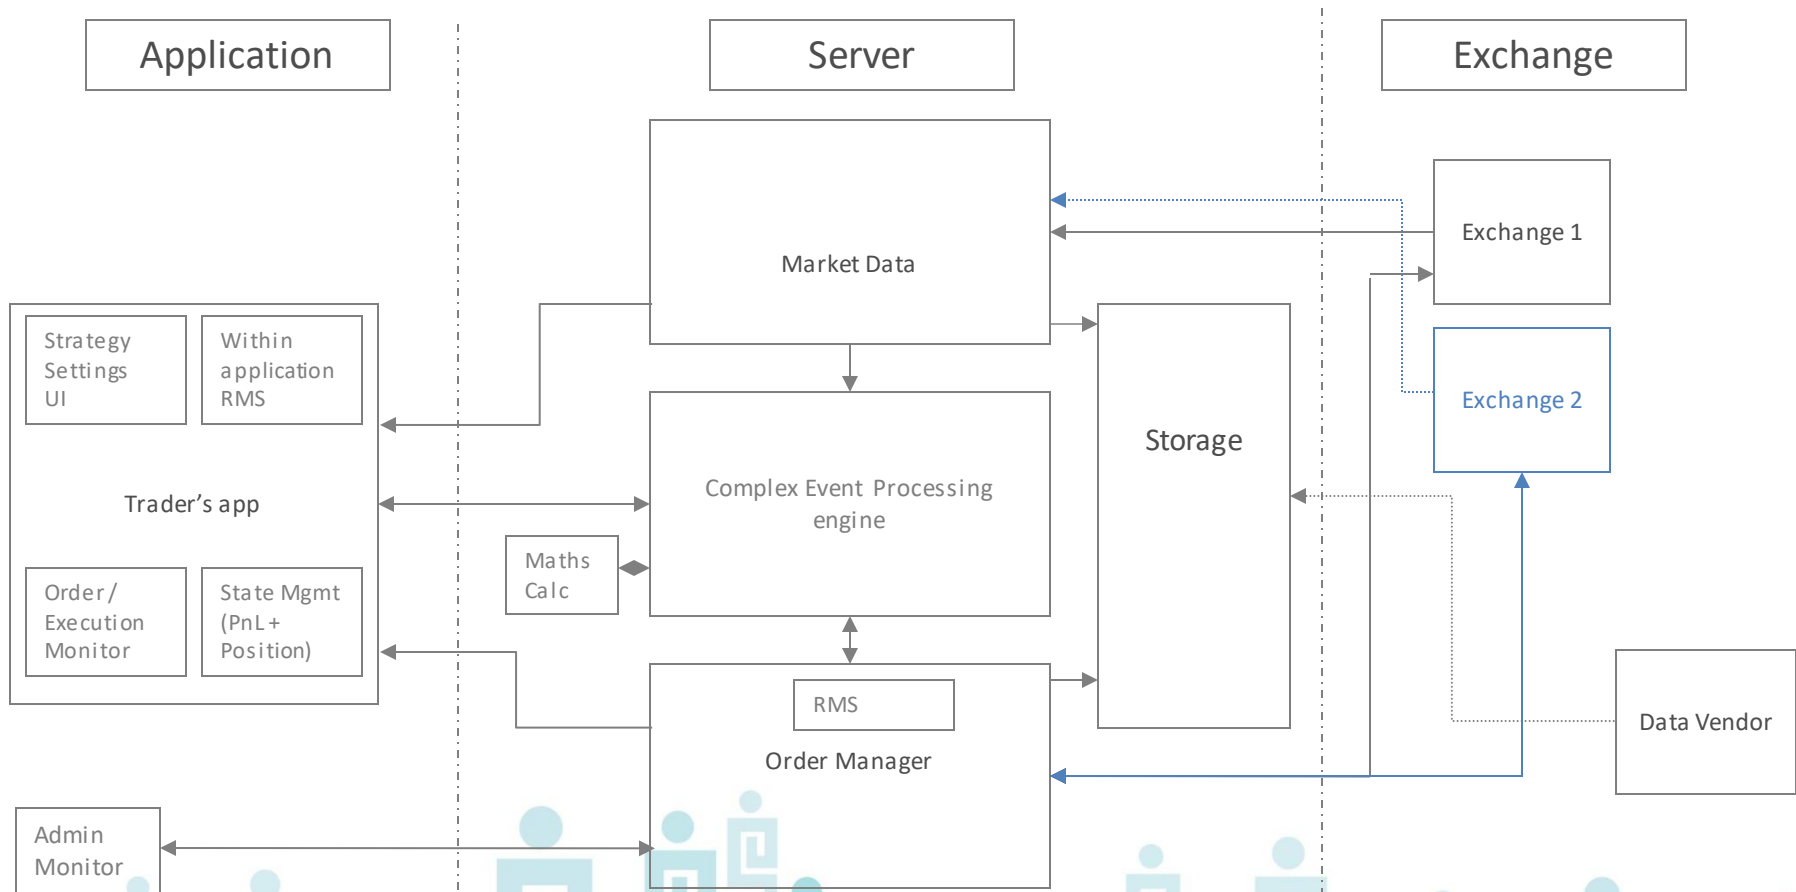 Application
Server
Exchange
Market Data
Exchange 1
Strategy
Settings
UI
Within
application
RMS
Exchange 2
Storage
Trader’s app
Complex Event Processing
engine
Maths
Calc
Order /
Execution
Monitor
State Mgmt
(PnL +
Position)
RMS
Order Manager
Data Vendor
Admin
Monitor